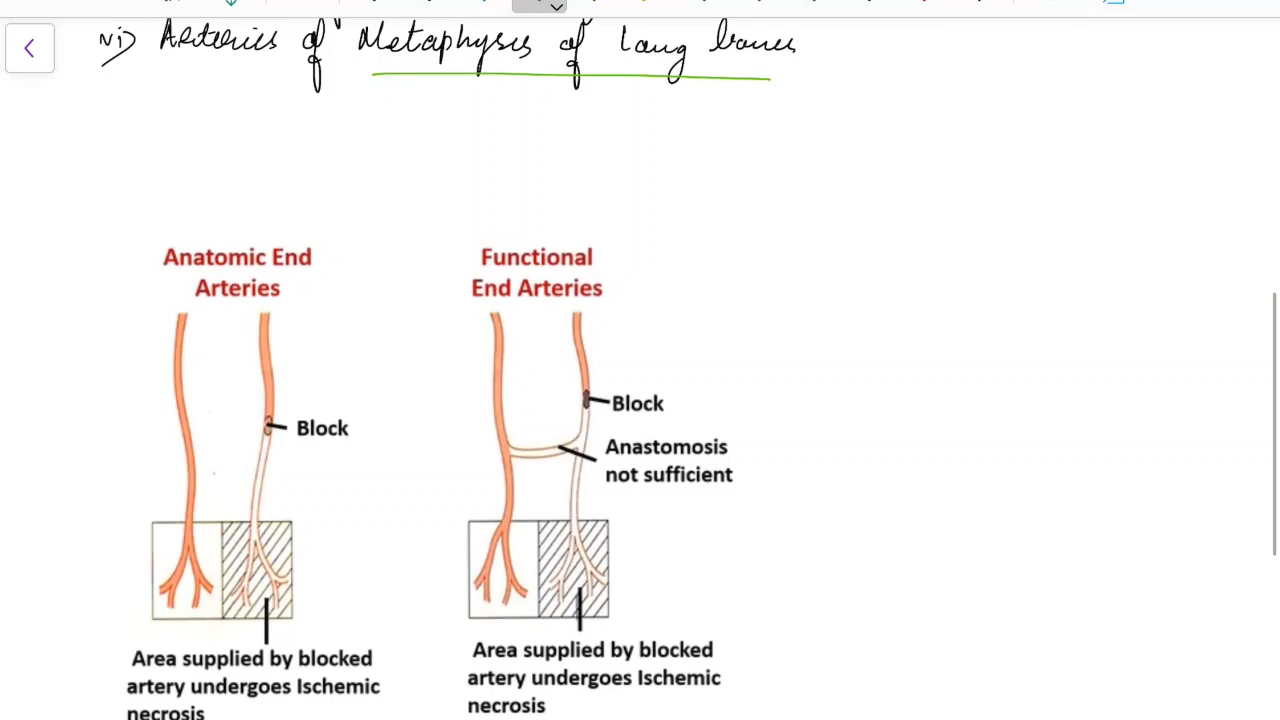 vi) Arteries of Metaphysis of Long bones
Anatomic End
Arteries
Functional
End Arteries
Block
Block
Anastomosis
not sufficient
Area supplied by blocked
artery undergoes Ischemic
necrosis
Area supplied by blocked
artery undergoes Ischemic
necrosis